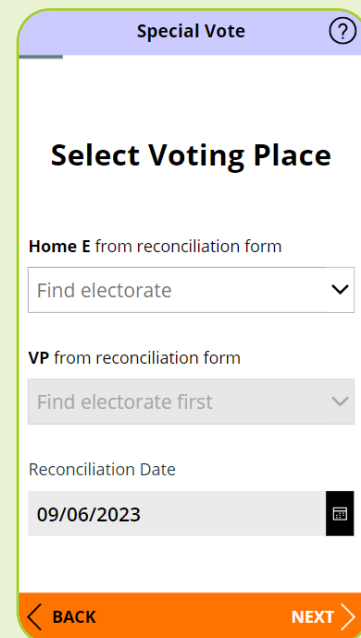 Special Vote ?
Select Voting Place
Home E from reconciliation form
Find electorate
VP from reconciliation form
Find electorate first
Reconciliation Date
09/06/2023
BACK NEXT